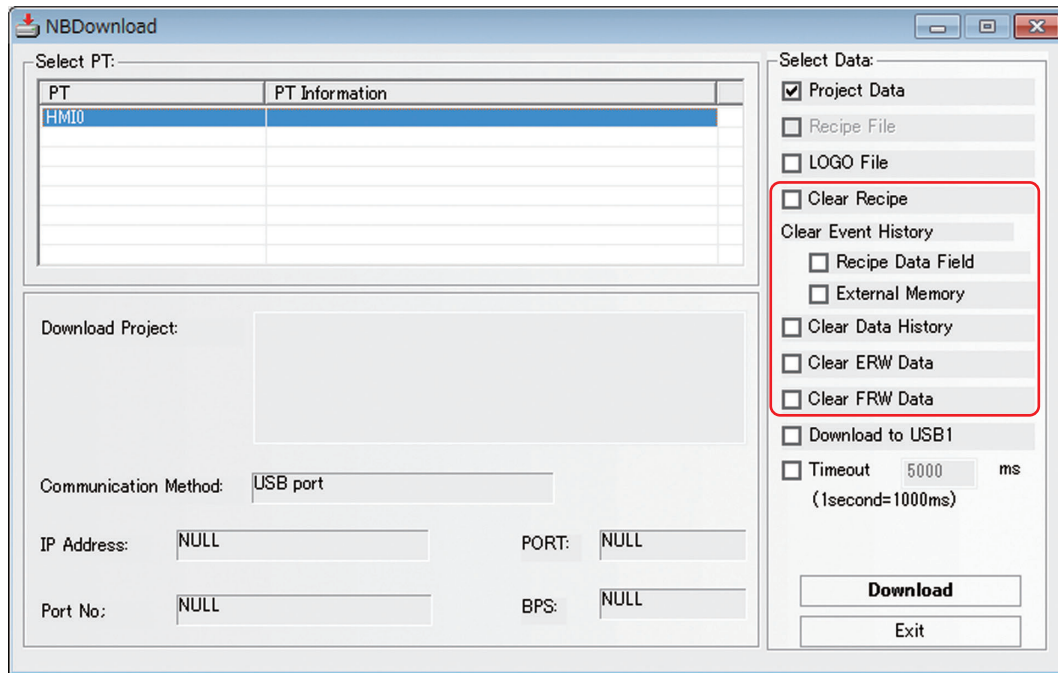 NBDownload
Select PT:
PT PT Information
HMI0
Download Project:
Communication Method: USB port
IP Address: NULL PORT: NULL
Port No; NULL BPS: NULL
Select Data:
Project Data
Recipe File
LOGO File
Clear Recipe
Clear Event History
Recipe Data Field
External Memory
Clear Data History
Clear ERW Data
Clear FRW Data
Download to USB1
Timeout 5000 ms
(1second=1000ms)
Download
Exit